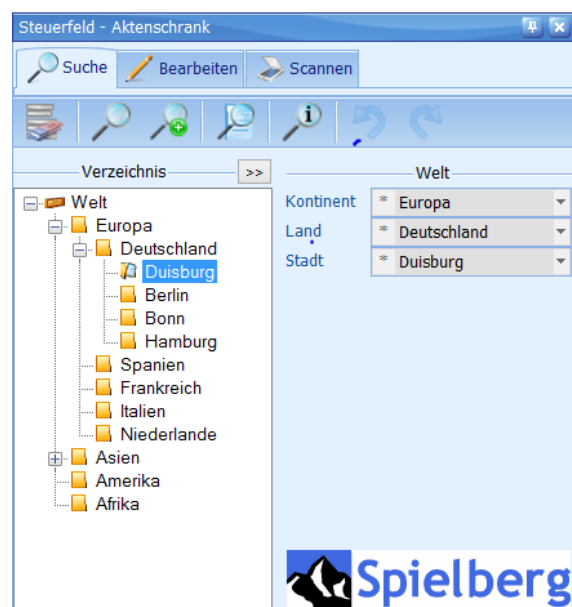 Steuerfeld - Aktenschrank
Suche Bearbeiten Scannen
Verzeichnis >> Welt
Welt
Europa
Deutschland
Duisburg
Berlin
Bonn
Hamburg
Spanien
Frankreich
Italien
Niederlande
Asien
Amerika
Afrika
Kontinent * Europa
Land * Deutschland
Stadt * Duisburg
Spielberg